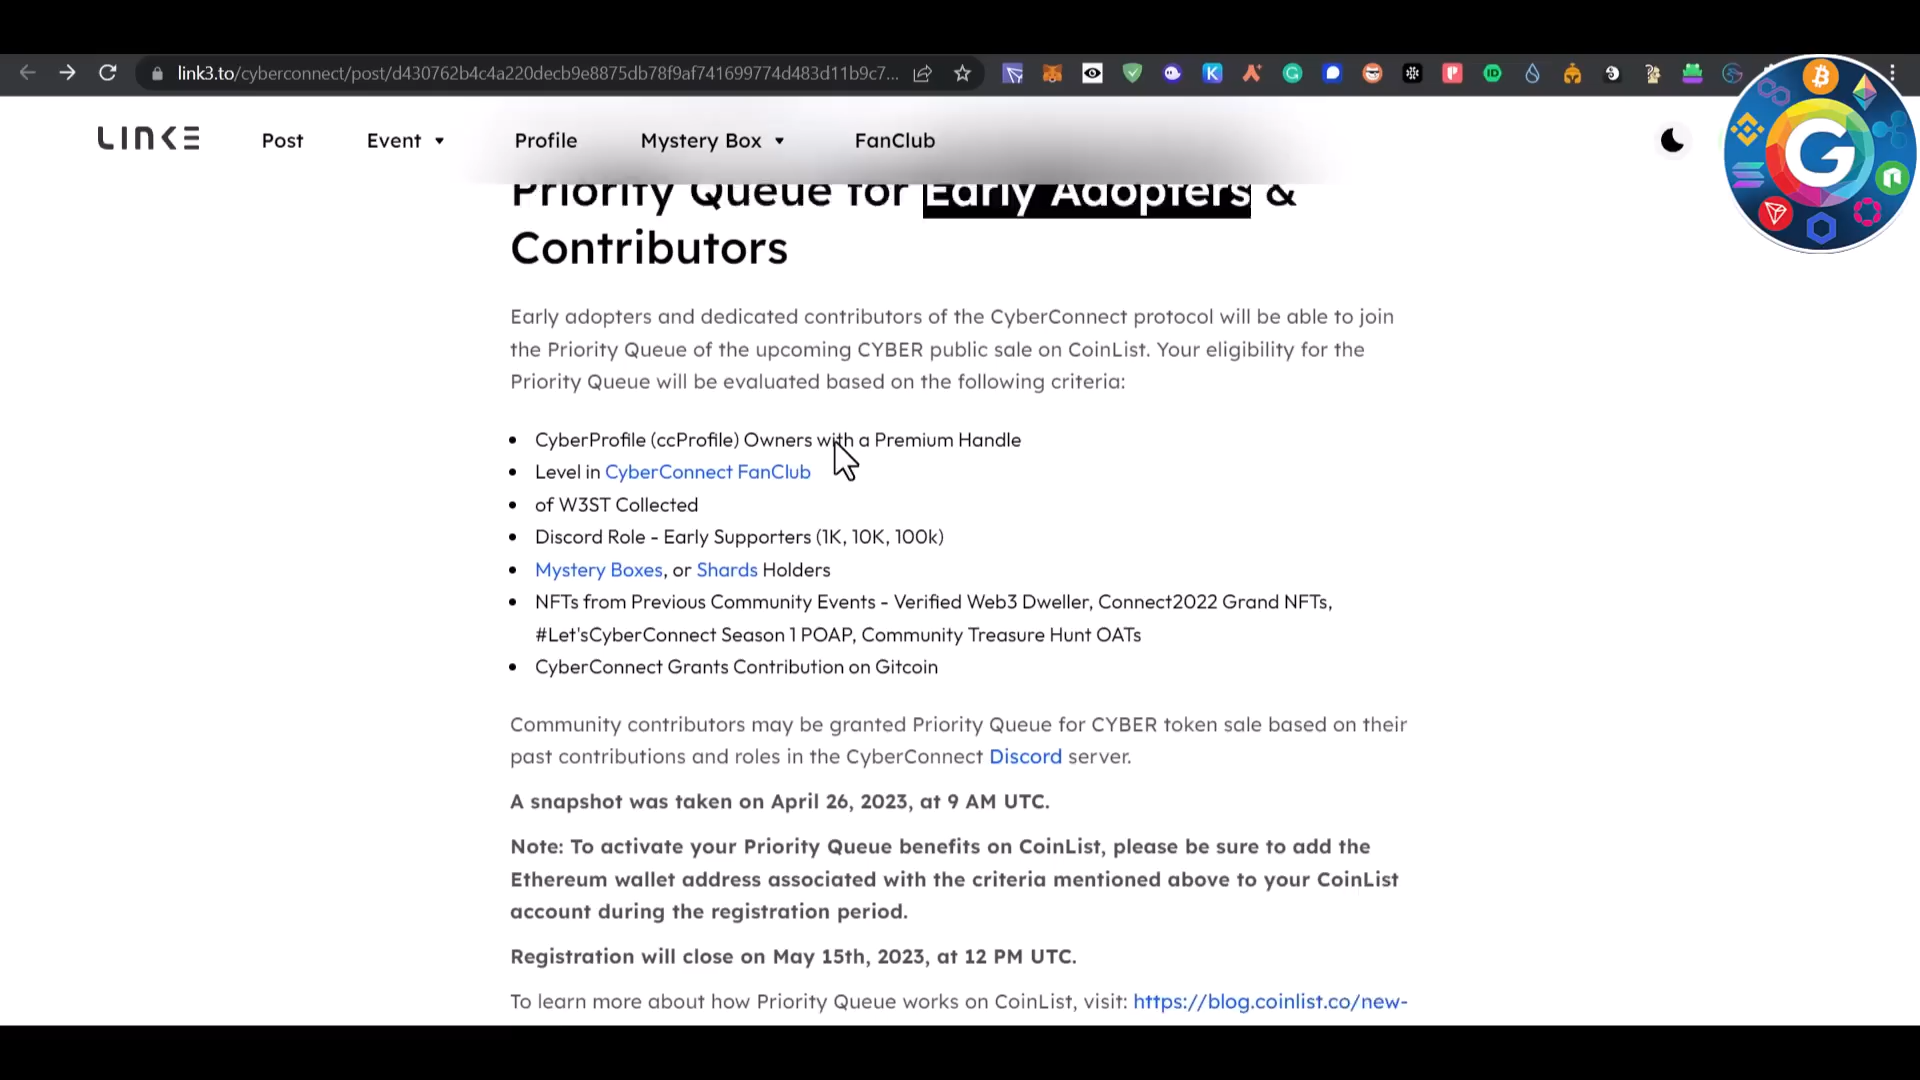 link3.to/cyberconnect/post/d430762b4c4a220decb9e8875db78f9af741699774d483d11b9c7...
LINK3
Post
Event
Profile
Mystery Box
FanClub
Priority Queue for Early Adopters &
Contributors
Early adopters and dedicated contributors of the CyberConnect protocol will be able to join
the Priority Queue of the upcoming CYBER public sale on CoinList. Your eligibility for the
Priority Queue will be evaluated based on the following criteria:
• CyberProfile (ccProfile) Owners with a Premium Handle
• Level in CyberConnect FanClub
• of W3ST Collected
• Discord Role - Early Supporters (1K, 10K, 100k)
• Mystery Boxes, or Shards Holders
• NFTs from Previous Community Events - Verified Web3 Dweller, Connect2022 Grand NFTs,
#Let'sCyberConnect Season 1 POAP, Community Treasure Hunt OATs
• CyberConnect Grants Contribution on Gitcoin
Community contributors may be granted Priority Queue for CYBER token sale based on their
past contributions and roles in the CyberConnect Discord server.
A snapshot was taken on April 26, 2023, at 9 AM UTC.
Note: To activate your Priority Queue benefits on CoinList, please be sure to add the
Ethereum wallet address associated with the criteria mentioned above to your CoinList
account during the registration period.
Registration will close on May 15th, 2023, at 12 PM UTC.
To learn more about how Priority Queue works on CoinList, visit: https://blog.coinlist.co/new-